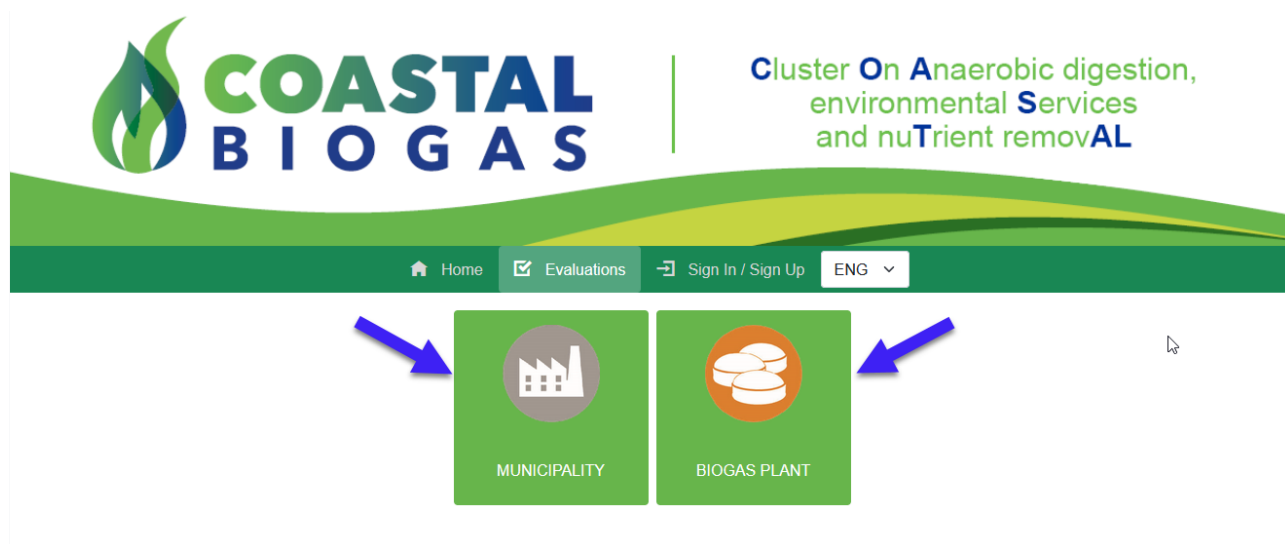 COASTAL
BIOGAS
Cluster On Anaerobic digestion,
environmental Services
and nuTrient removAL
Home Evaluations Sign In / Sign Up ENG
MUNICIPALITY BIOGAS PLANT